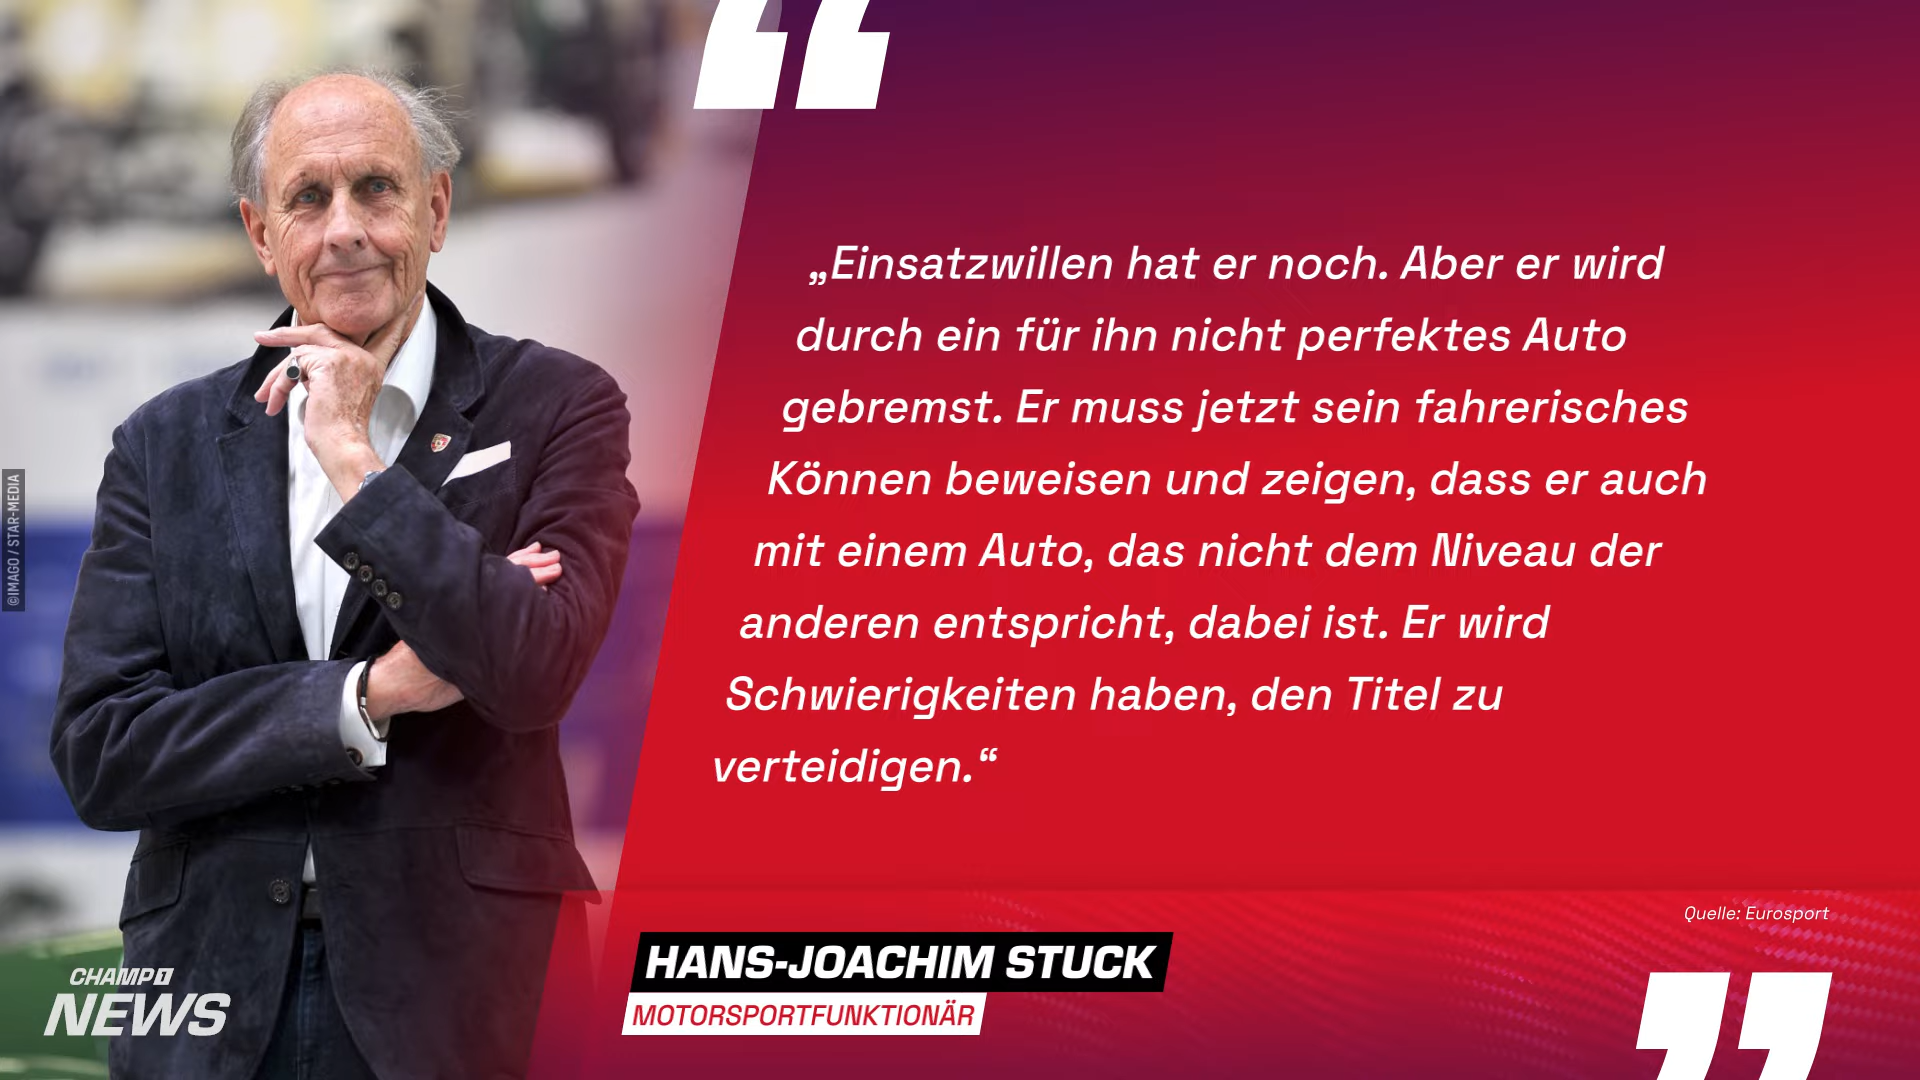 „Einsatzwillen hat er noch. Aber er wird
durch ein für ihn nicht perfektes Auto
gebremst. Er muss jetzt sein fahrerisches
Können beweisen und zeigen, dass er auch
mit einem Auto, das nicht dem Niveau der
anderen entspricht, dabei ist. Er wird
Schwierigkeiten haben, den Titel zu
verteidigen.“
Quelle: Eurosport
HANS-JOACHIM STUCK
MOTORSPORTFUNKTIONÄR
CHAMP1
NEWS
©IMAGO / STAR-MEDIA